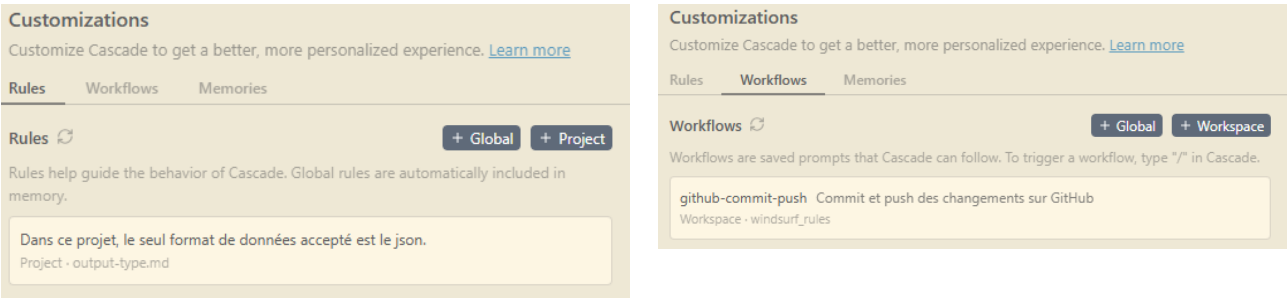 Customizations
Customize Cascade to get a better, more personalized experience. Learn more
Rules Workflows Memories
Rules
+ Global + Project
Rules help guide the behavior of Cascade. Global rules are automatically included in
memory.
Dans ce projet, le seul format de données accepté est le json.
Project · output-type.md
Customizations
Customize Cascade to get a better, more personalized experience. Learn more
Rules Workflows Memories
Workflows
+ Global + Workspace
Workflows are saved prompts that Cascade can follow. To trigger a workflow, type "/" in Cascade.
github-commit-push Commit et push des changements sur GitHub
Workspace · windsurf_rules